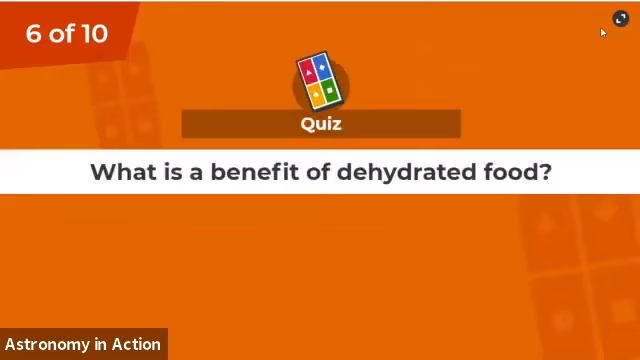 6 of 10
Quiz
What is a benefit of dehydrated food?
Astronomy in Action